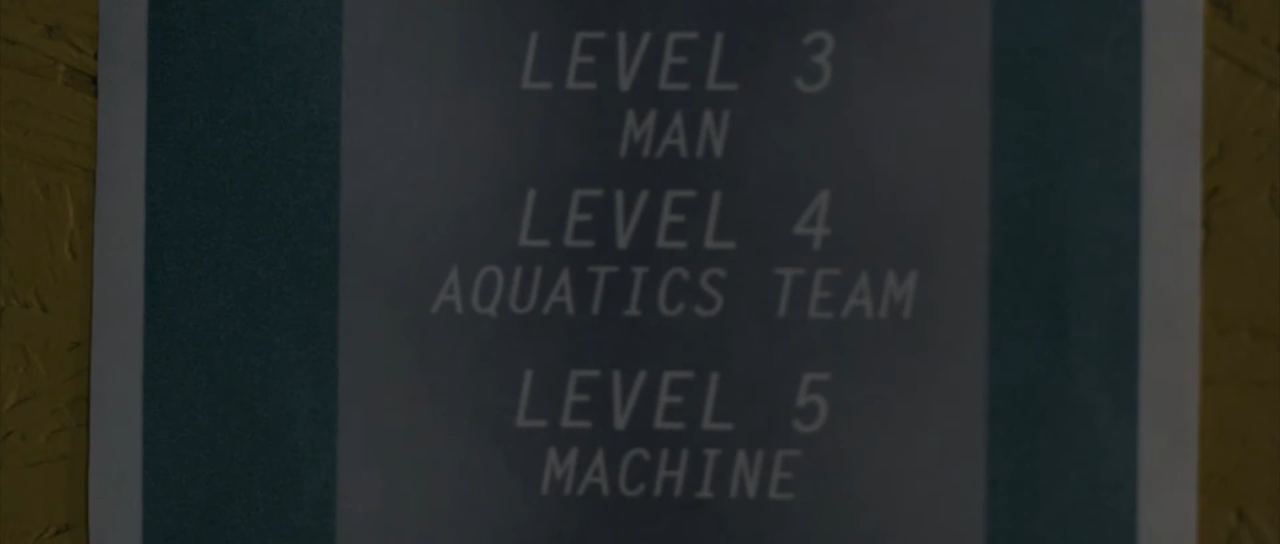 LEVEL 3
MAN
LEVEL 4
AQUATICS TEAM
LEVEL 5
MACHINE